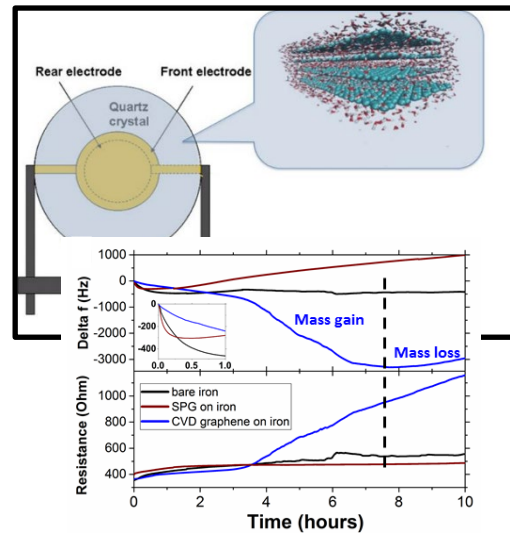 Rear electrode
Front electrode
Quartz
crystal
1000
0
-1000
-2000
-3000
Delta f (Hz)
Mass gain
Mass loss
0
-200
-400
0.0
0.5
1.0
1000
800
600
400
Resistance (Ohm)
bare iron
SPG on iron
CVD graphene on iron
0
2
4
6
8
10
Time (hours)